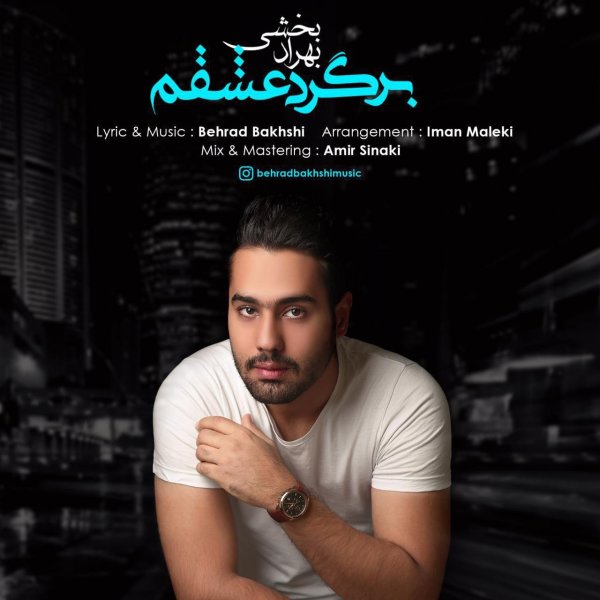 بهراد بخشی
برگرد عشقم
Lyric & Music : Behrad Bakhshi Arrangement : Iman Maleki
Mix & Mastering : Amir Sinaki
behradbakhshimusic